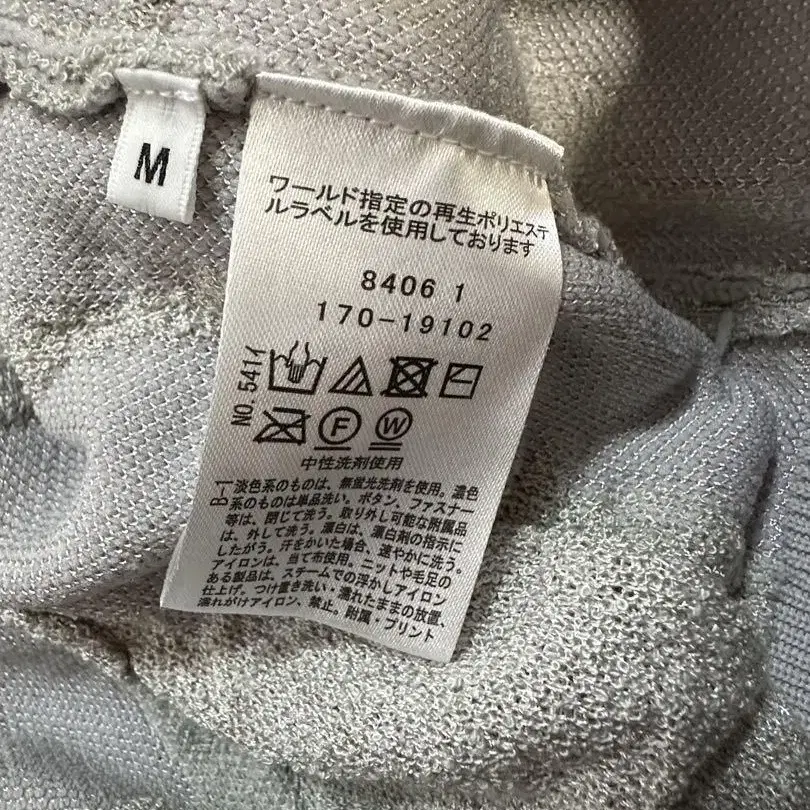 M
ワールド指定の再生ポリエステ
ルラベルを使用しております
8406 1
170-19102
NO.541イ
F
W
中性洗剤使用
B-1
淡色系のものは、無蛍光洗剤を使用。濃色
系のものは単品洗い。ボタン、ファスナー
等は、閉じて洗う。取り外し可能な附属品
は、外して洗う。漂白は、漂白剤の指示に
したがう。汗をかいた場合、速やかに洗う。
アイロンは、当て布使用。ニットや毛足の
ある製品は、スチームでの浮かしアイロン
仕上げ。つけ置き洗い・濡れたままの放置、
濡れがけアイロン、禁止。附属・プリント